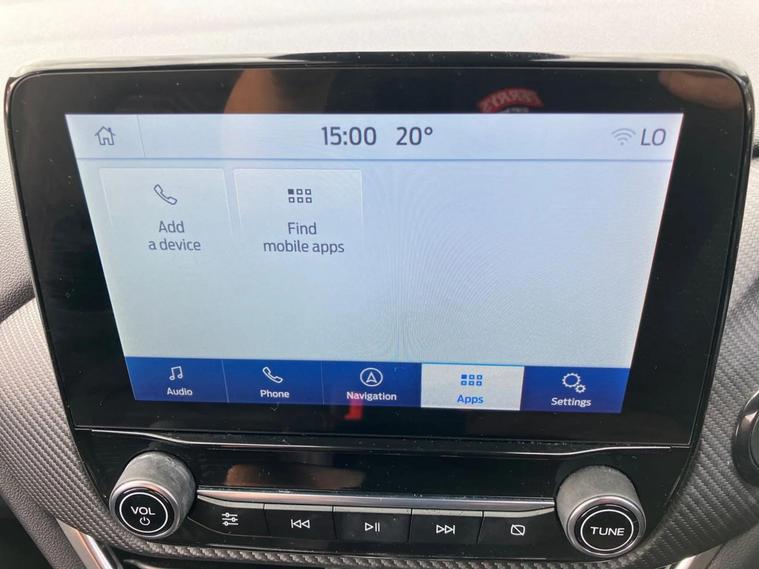 15:00 20° LO
Add
a device
Find
mobile apps
Audio
Phone
Navigation
Apps
Settings
VOL
TUNE